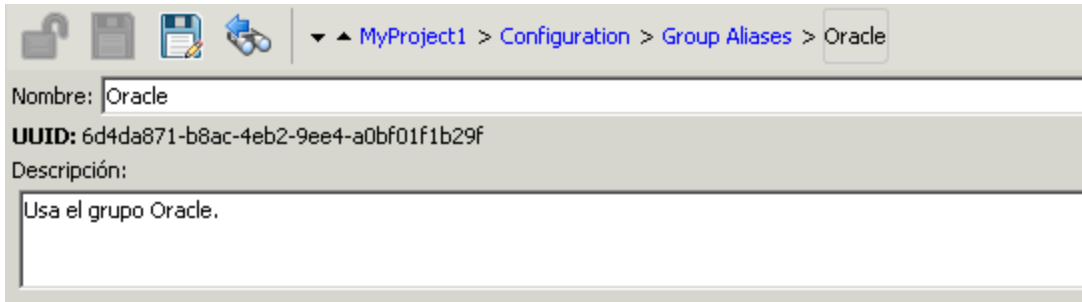 MyProject1 > Configuration > Group Aliases > Oracle
Nombre: Oracle
UUID: 6d4da871-b8ac-4eb2-9ee4-a0bf01f1b29f
Descripción:
Usa el grupo Oracle.